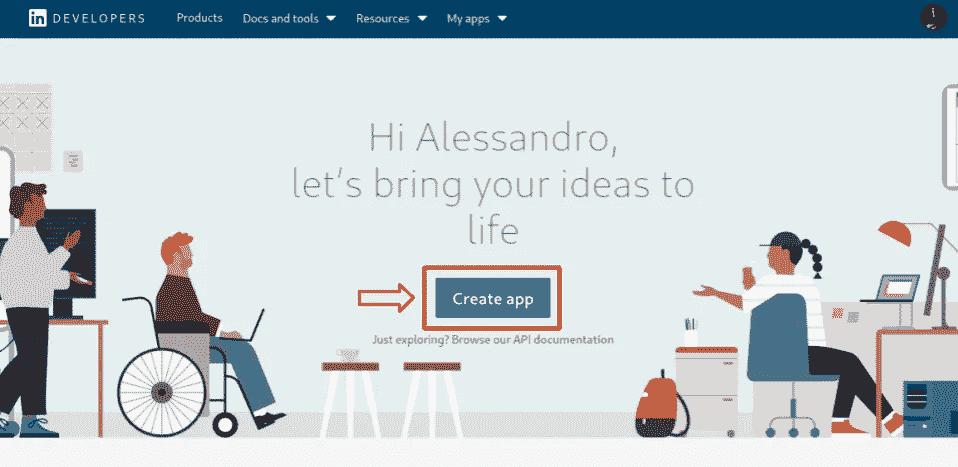 in DEVELOPERS Products Docs and tools Resources My apps
Hi Alessandro,
let's bring your ideas to
life
Create app
Just exploring? Browse our API documentation